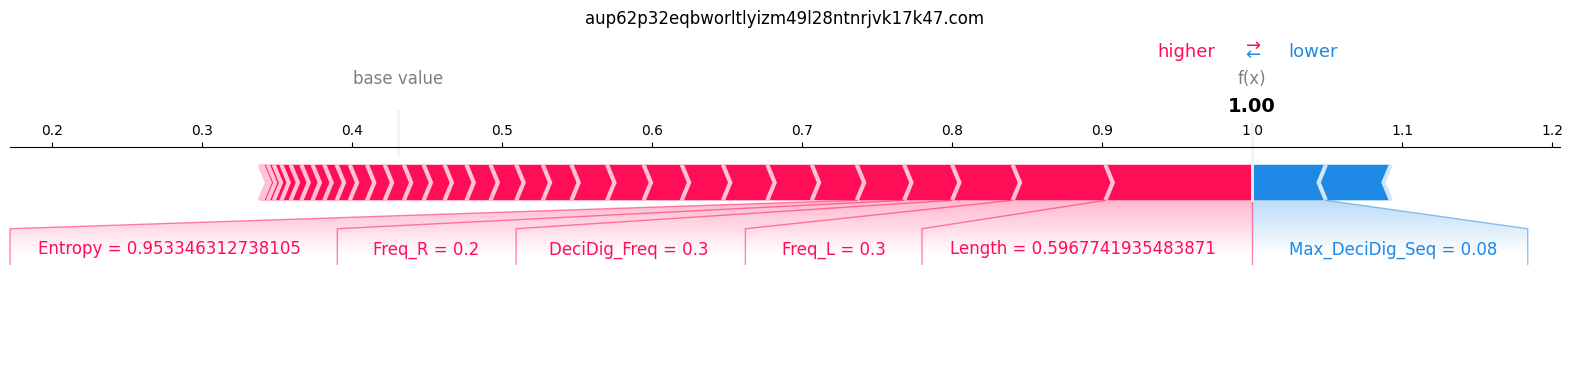 aup62p32eqbworltlyizm49l28ntnrjvk17k47.com
higher ⇄ lower
base value f(x)
1.00
0.2 0.3 0.4 0.5 0.6 0.7 0.8 0.9 1.0 1.1 1.2
Entropy = 0.953346312738105 Freq_R = 0.2 DeciDig_Freq = 0.3 Freq_L = 0.3 Length = 0.5967741935483871 Max_DeciDig_Seq = 0.08